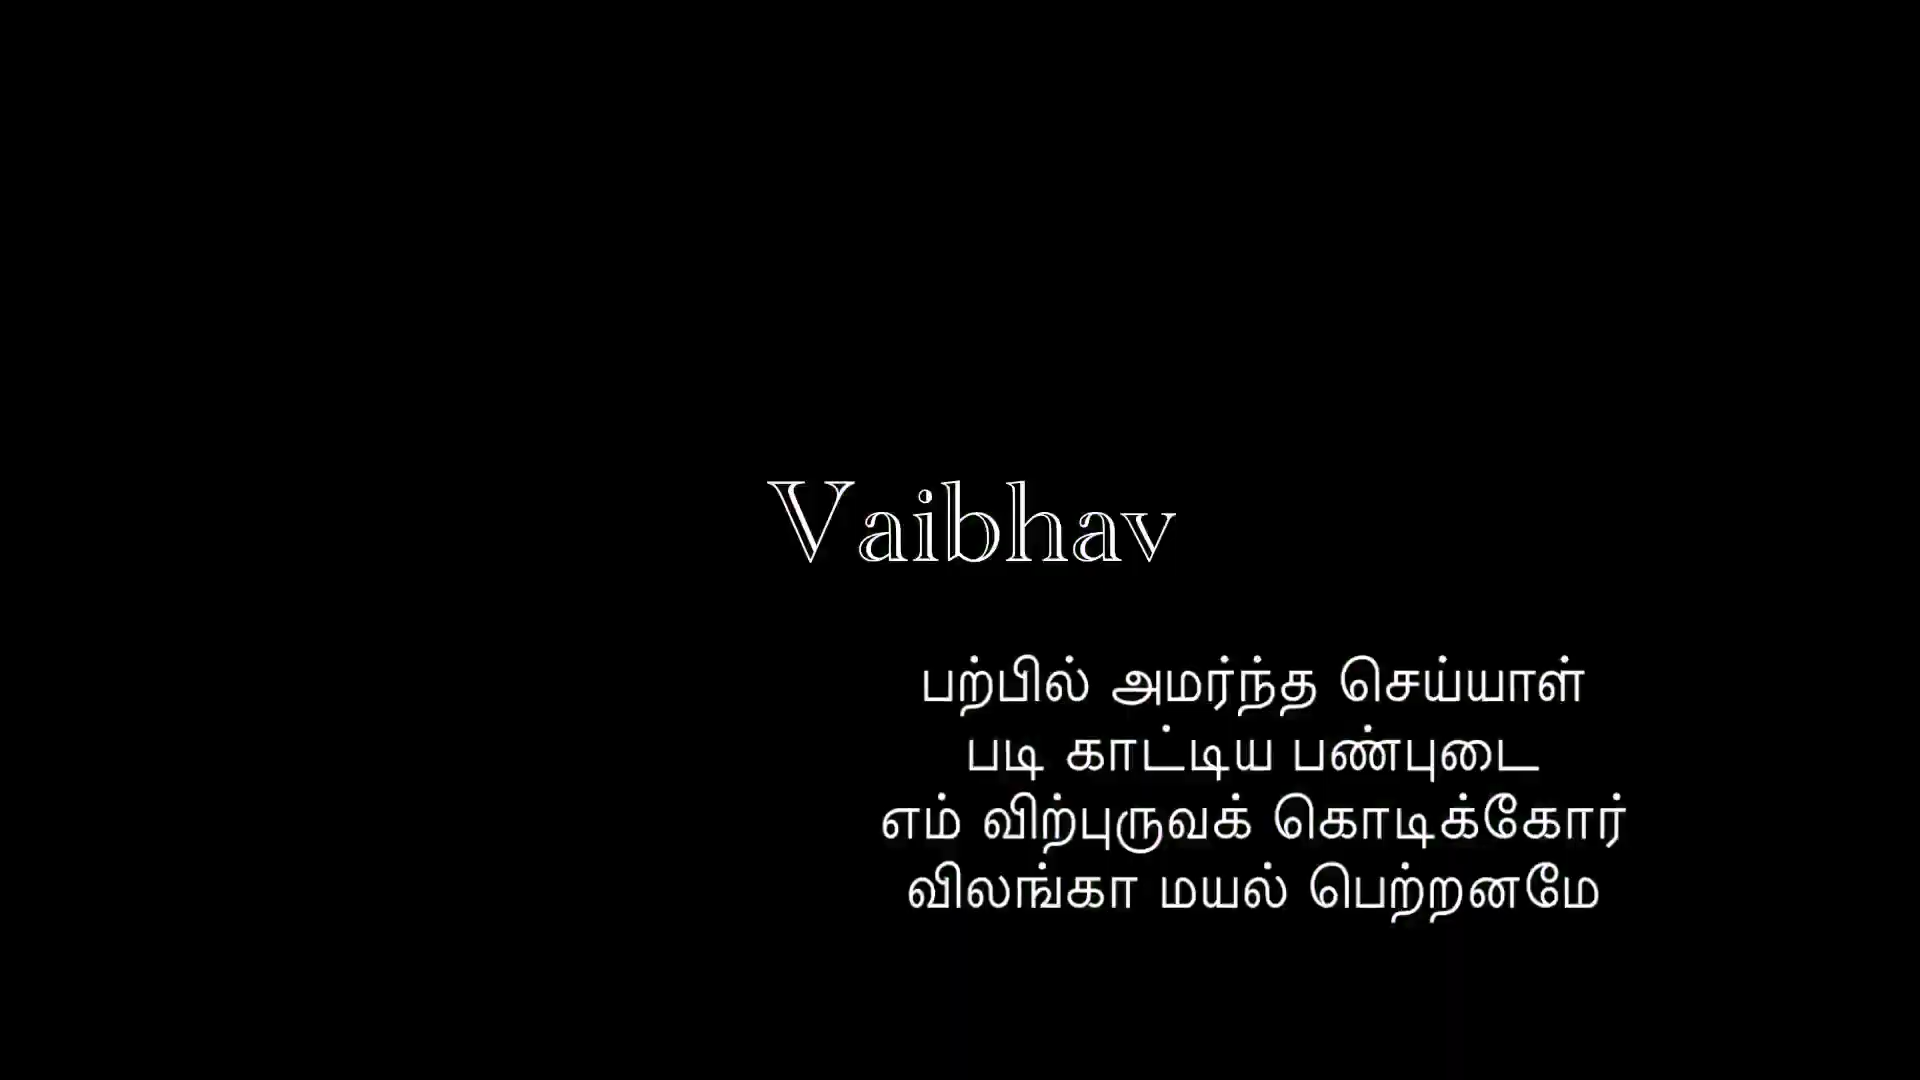 Vaibhav
பற்பில் அமர்ந்த செய்யாள்
படி காட்டிய பண்புடை
எம் விற்புருவக் கொடிக்கோர்
விலங்கா மயல் பெற்றனமே